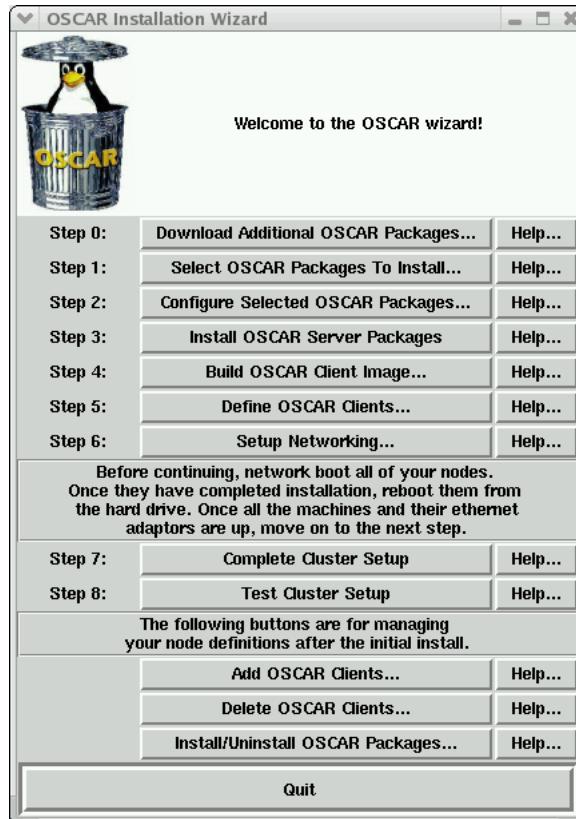 OSCAR Installation Wizard
OSCAR
Welcome to the OSCAR wizard!
Step 0: Download Additional OSCAR Packages... Help...
Step 1: Select OSCAR Packages To Install... Help...
Step 2: Configure Selected OSCAR Packages... Help...
Step 3: Install OSCAR Server Packages Help...
Step 4: Build OSCAR Client Image... Help...
Step 5: Define OSCAR Clients... Help...
Step 6: Setup Networking... Help...
Before continuing, network boot all of your nodes.
Once they have completed installation, reboot them from
the hard drive. Once all the machines and their ethernet
adaptors are up, move on to the next step.
Step 7: Complete Cluster Setup Help...
Step 8: Test Cluster Setup Help...
The following buttons are for managing
your node definitions after the initial install.
Add OSCAR Clients... Help...
Delete OSCAR Clients... Help...
Install/Uninstall OSCAR Packages... Help...
Quit